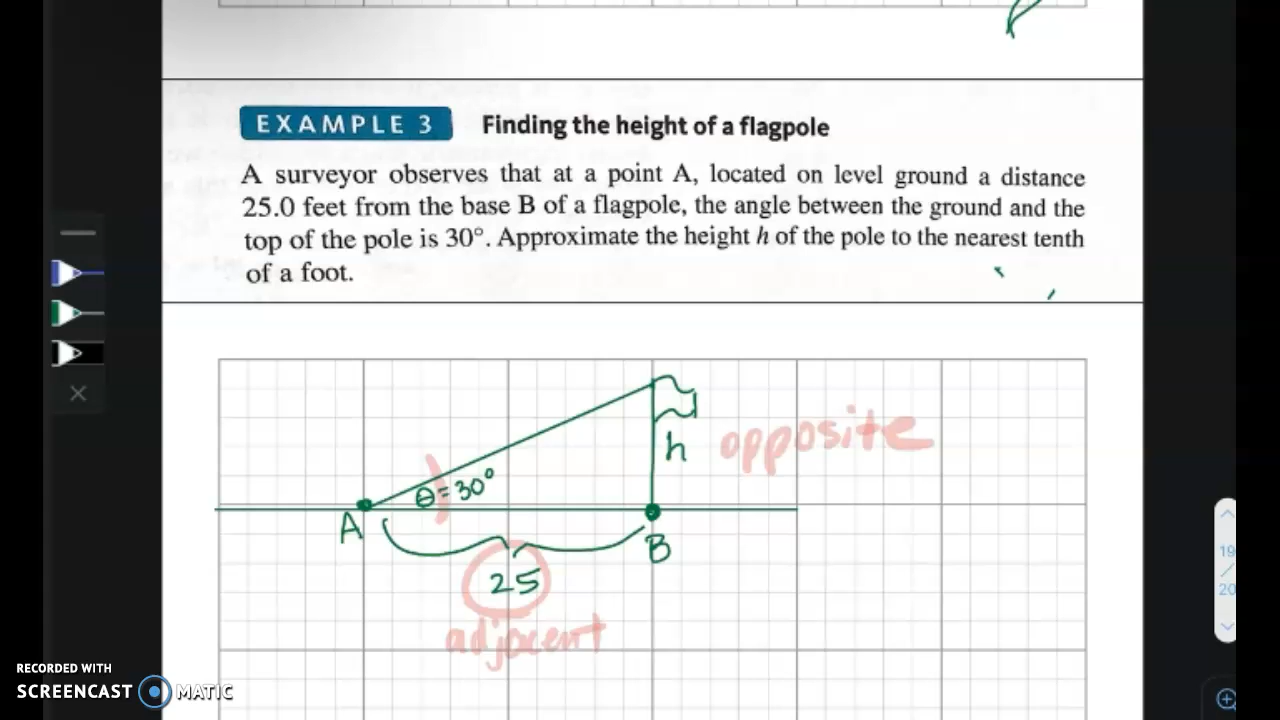 EXAMPLE 3 Finding the height of a flagpole
A surveyor observes that at a point A, located on level ground a distance
25.0 feet from the base B of a flagpole, the angle between the ground and the
top of the pole is 30°. Approximate the height h of the pole to the nearest tenth
of a foot.
h opposite
θ=30°
A
B
25
adjacent
19
/
20
RECORDED WITH
SCREENCAST MATIC